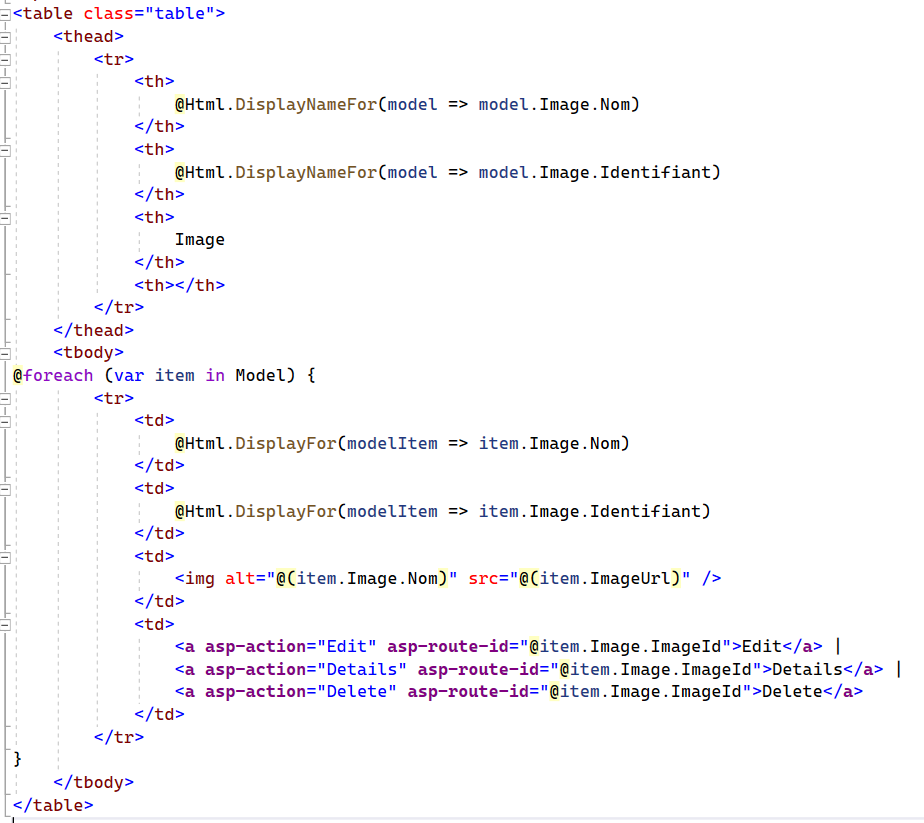 <table class="table">
    <thead>
        <tr>
            <th>
                @Html.DisplayNameFor(model => model.Image.Nom)
            </th>
            <th>
                @Html.DisplayNameFor(model => model.Image.Identifiant)
            </th>
            <th>
                Image
            </th>
            <th></th>
        </tr>
    </thead>
    <tbody>
@foreach (var item in Model) {
        <tr>
            <td>
                @Html.DisplayFor(modelItem => item.Image.Nom)
            </td>
            <td>
                @Html.DisplayFor(modelItem => item.Image.Identifiant)
            </td>
            <td>
                <img alt="@(item.Image.Nom)" src="@(item.ImageUrl)" />
            </td>
            <td>
                <a asp-action="Edit" asp-route-id="@item.Image.ImageId">Edit</a> |
                <a asp-action="Details" asp-route-id="@item.Image.ImageId">Details</a> |
                <a asp-action="Delete" asp-route-id="@item.Image.ImageId">Delete</a>
            </td>
        </tr>
}
    </tbody>
</table>